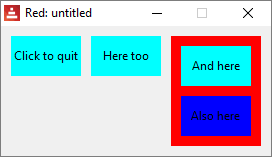 Red: untitled
Click to quit
Here too
And here
Also here